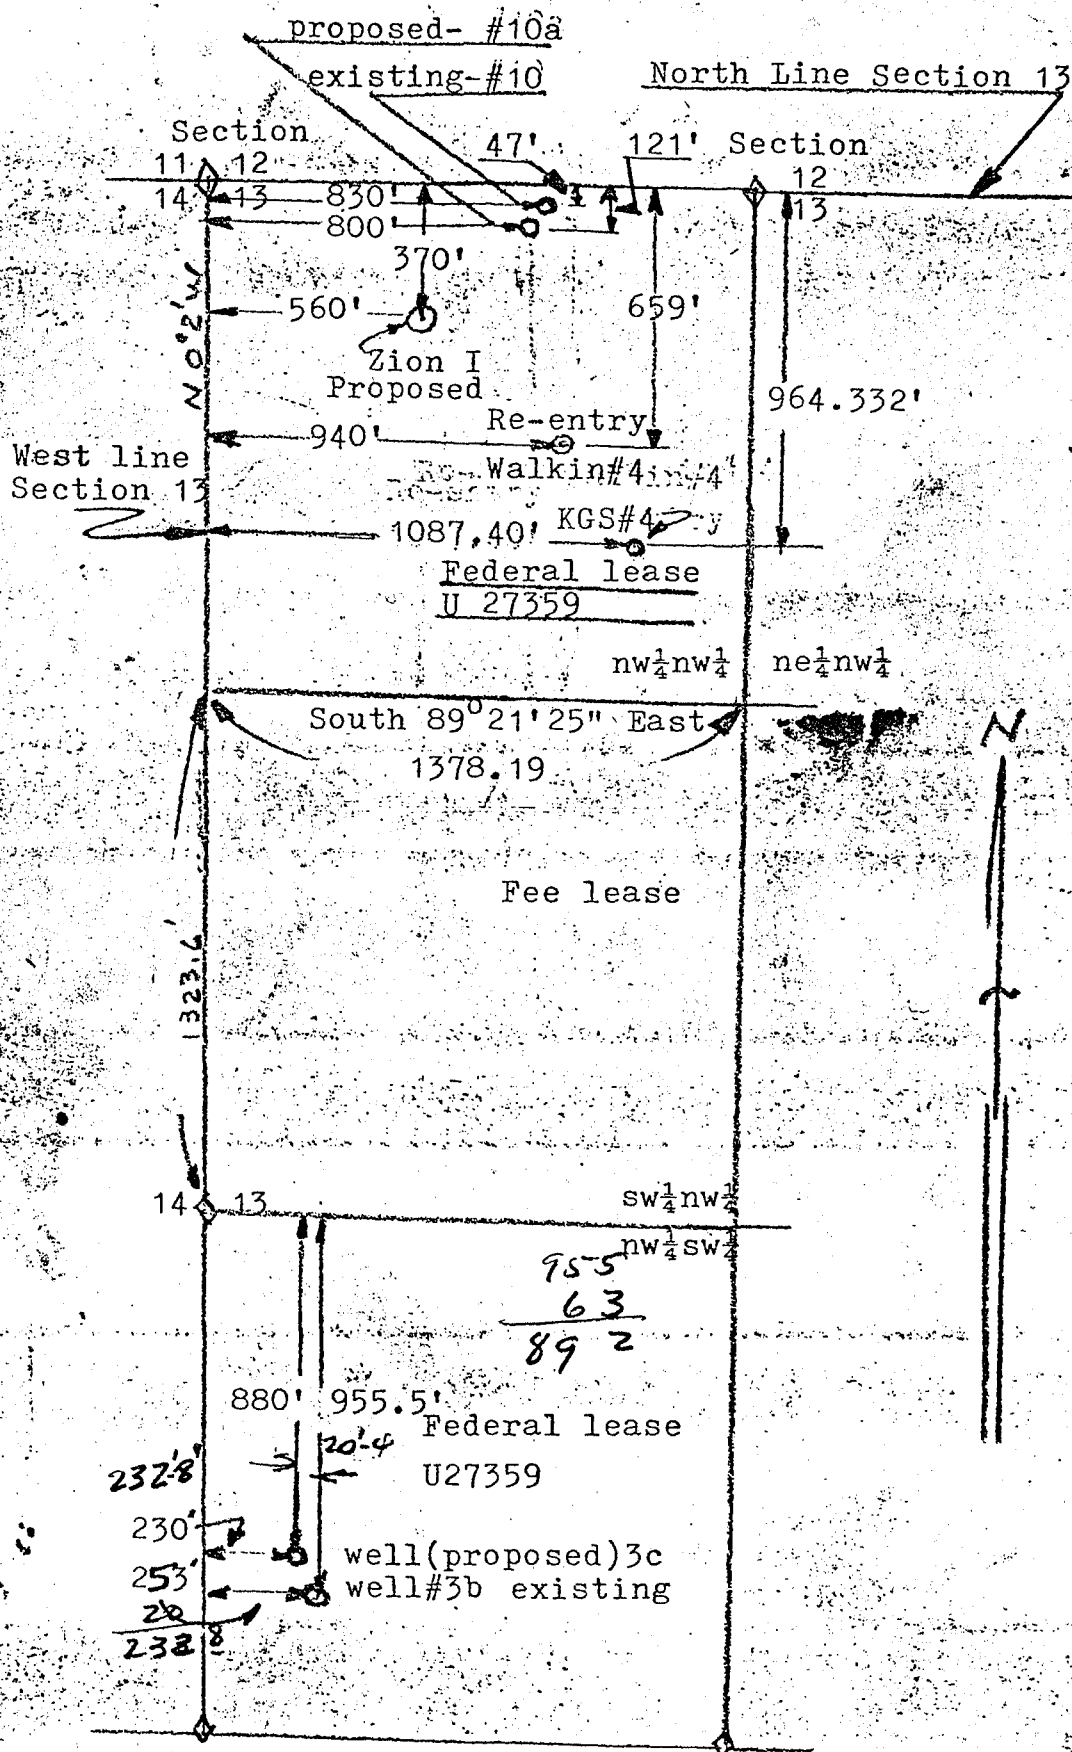 proposed- #10a
existing-#10
North Line Section 13
Section
47'
121'
Section
11 12
12
14 13
830'
13
800'
370'
N 0°2' W
560'
659'
Zion I
Proposed
964.332'
940'
Re-entry
West line
Section 13
Walkin#4
1087.40'
KGS#4
Federal lease
U 27359
nw¼nw¼
ne¼nw¼
South 89°21'25" East
N
1378.19
Fee lease
1323.6'
14 13
sw¼nw¼
nw¼sw¼
955
63
892
880'
955.5'
Federal lease
20'-4
232'8"
U27359
230'
well(proposed)3c
253'
well#3b existing
20